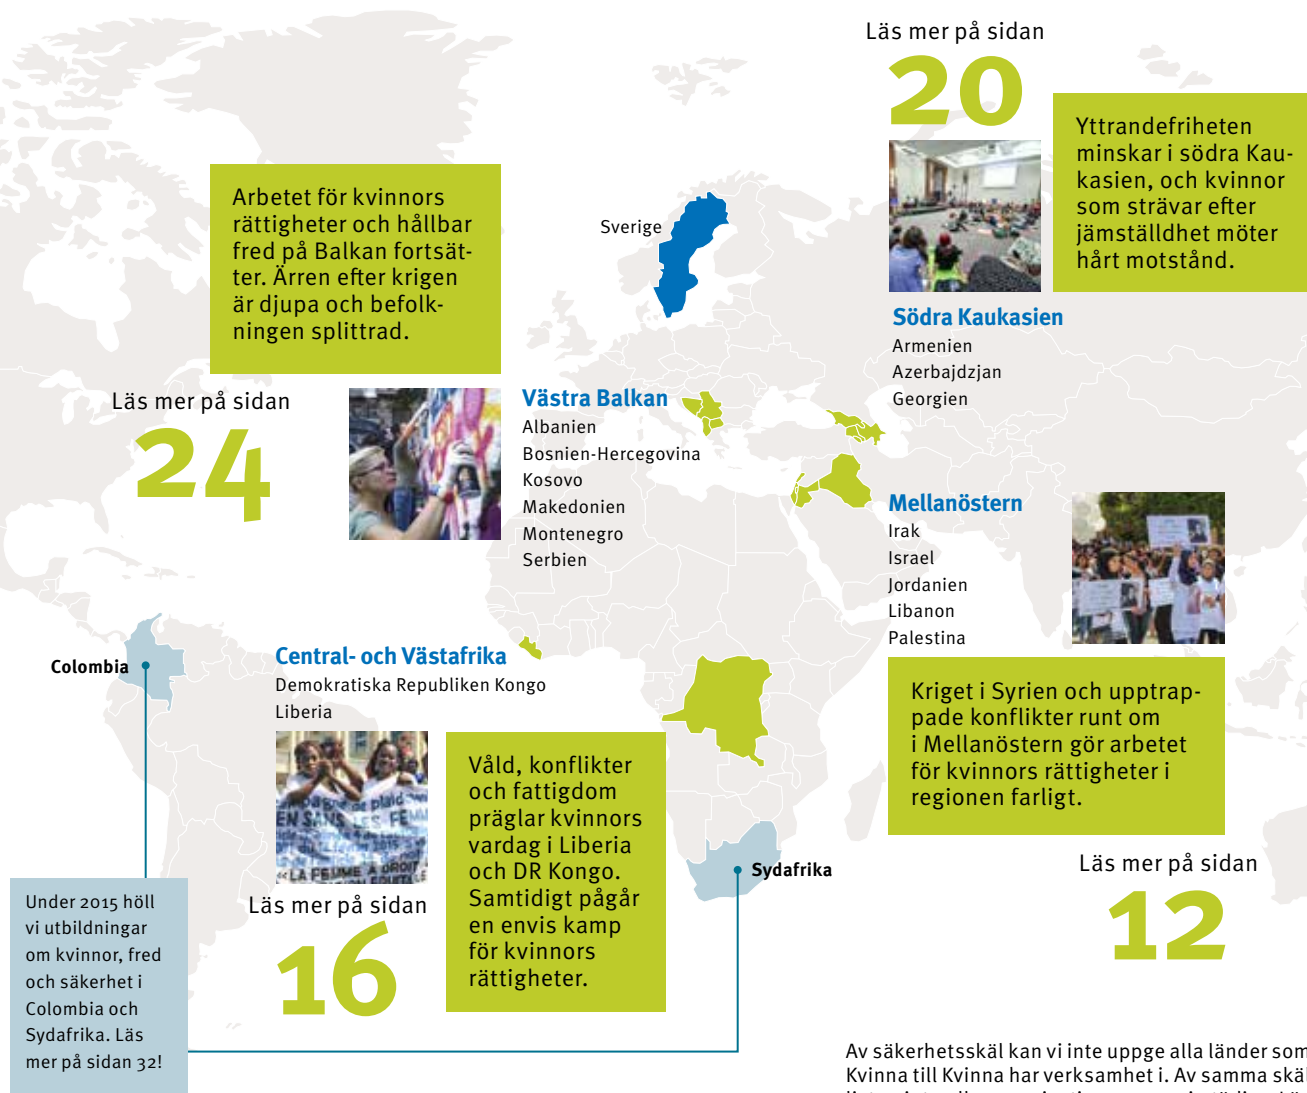 Läs mer på sidan
20
Yttrandefriheten
minskar i södra Kau-
kasien, och kvinnor
som strävar efter
jämställdhet möter
hårt motstånd.
Södra Kaukasien
Armenien
Azerbajdzjan
Georgien
Sverige
Arbetet för kvinnors
rättigheter och hållbar
fred på Balkan fortsät-
ter. Ärren efter krigen
är djupa och befolk-
ningen splittrad.
Läs mer på sidan
24
Västra Balkan
Albanien
Bosnien-Hercegovina
Kosovo
Makedonien
Montenegro
Serbien
Mellanöstern
Irak
Israel
Jordanien
Libanon
Palestina
Kriget i Syrien och upptrap-
pade konflikter runt om
i Mellanöstern gör arbetet
för kvinnors rättigheter i
regionen farligt.
Läs mer på sidan
12
Colombia
Central- och Västafrika
Demokratiska Republiken Kongo
Liberia
EN SANS LES FEMM
«LA FEMME A DROIT
Läs mer på sidan
16
Våld, konflikter
och fattigdom
präglar kvinnors
vardag i Liberia
och DR Kongo.
Samtidigt pågår
en envis kamp
för kvinnors
rättigheter.
Sydafrika
Under 2015 höll
vi utbildningar
om kvinnor, fred
och säkerhet i
Colombia och
Sydafrika. Läs
mer på sidan 32!
Av säkerhetsskäl kan vi inte uppge alla länder som
Kvinna till Kvinna har verksamhet i. Av samma skäl